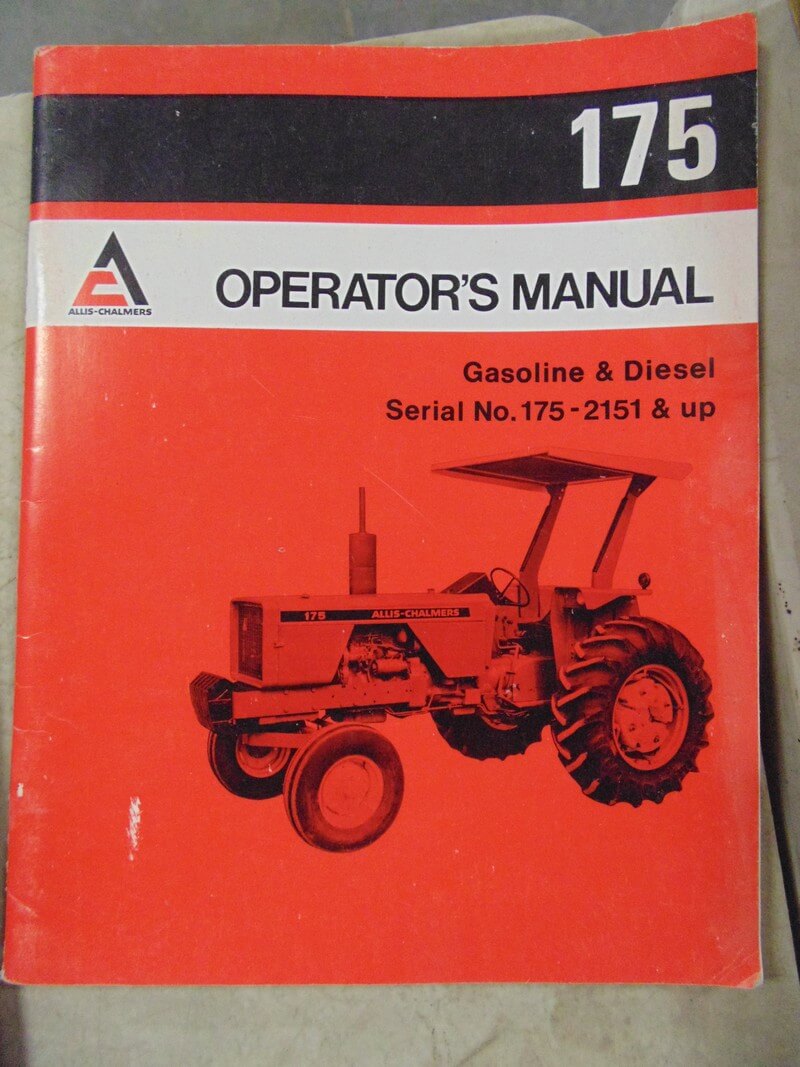 175
ALLIS-CHALMERS
OPERATOR'S MANUAL
Gasoline & Diesel
Serial No. 175-2151 & up
175 ALLIS-CHALMERS